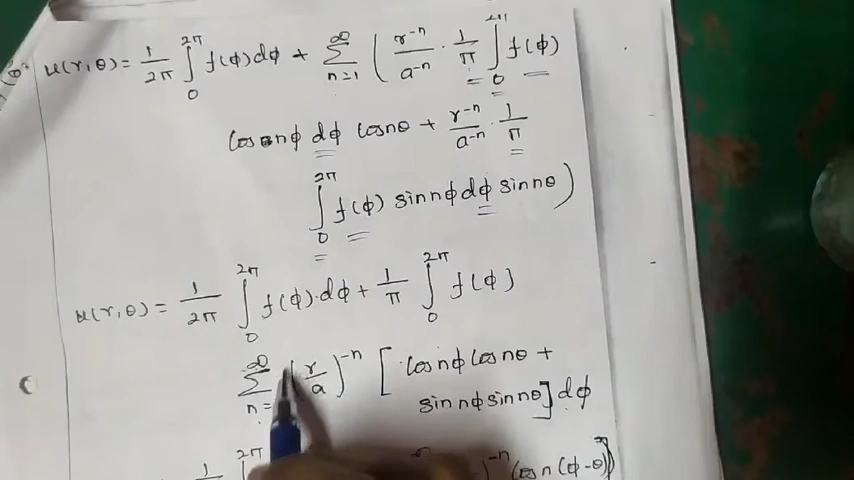 u(r,θ) = 1/2π ∫₀^2π f(φ)dφ + ∑_{n=1}^∞ ( r^-n/a^-n · 1/π ∫₀^2π f(φ)
cos nφ dφ cos nθ + r^-n/a^-n · 1/π
∫₀^2π f(φ) sin nφ dφ sin nθ )
u(r,θ) = 1/2π ∫₀^2π f(φ)·dφ + 1/π ∫₀^2π f(φ)
∑_{n=}^∞ (r/a)^-n [ cos nφ cos nθ +
sin nφ sin nθ ] dφ
1 2π )^-n (cos n(φ-θ))